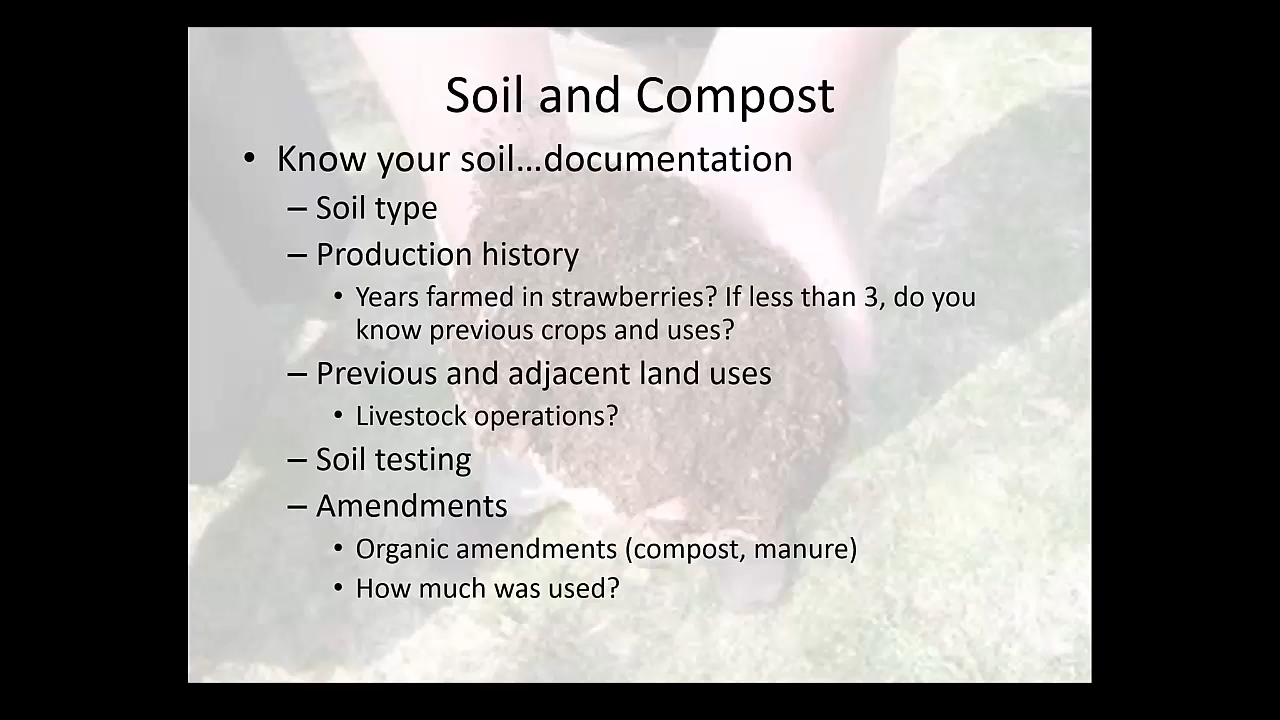 Soil and Compost
• Know your soil...documentation
– Soil type
– Production history
• Years farmed in strawberries? If less than 3, do you
know previous crops and uses?
– Previous and adjacent land uses
• Livestock operations?
– Soil testing
– Amendments
• Organic amendments (compost, manure)
• How much was used?